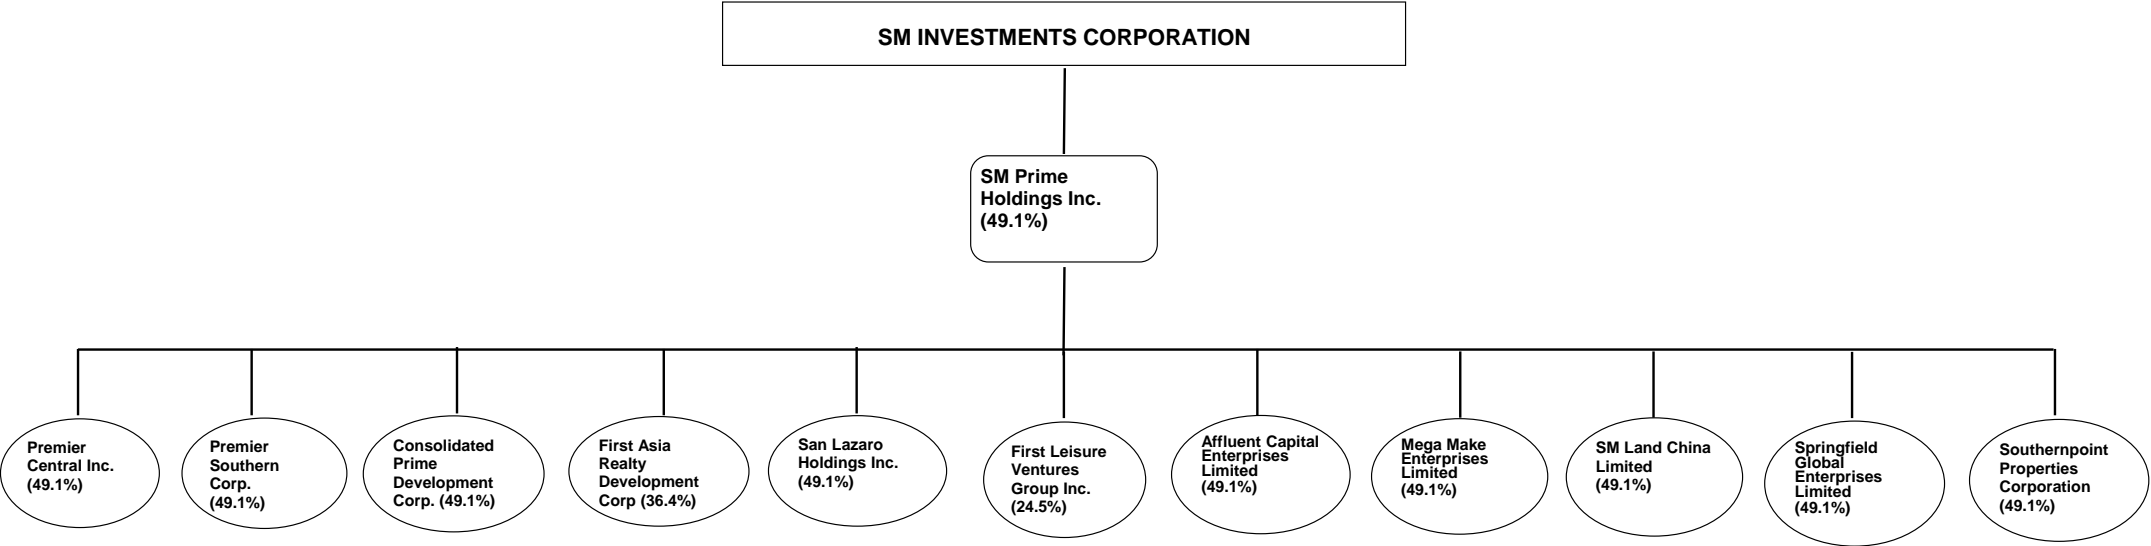 SM INVESTMENTS CORPORATION
SM Prime
Holdings Inc.
(49.1%)
Premier
Central Inc.
(49.1%)
Premier
Southern
Corp.
(49.1%)
Consolidated
Prime
Development
Corp. (49.1%)
First Asia
Realty
Development
Corp (36.4%)
San Lazaro
Holdings Inc.
(49.1%)
First Leisure
Ventures
Group Inc.
(24.5%)
Affluent Capital
Enterprises
Limited
(49.1%)
Mega Make
Enterprises
Limited
(49.1%)
SM Land China
Limited
(49.1%)
Springfield
Global
Enterprises
Limited
(49.1%)
Southernpoint
Properties
Corporation
(49.1%)